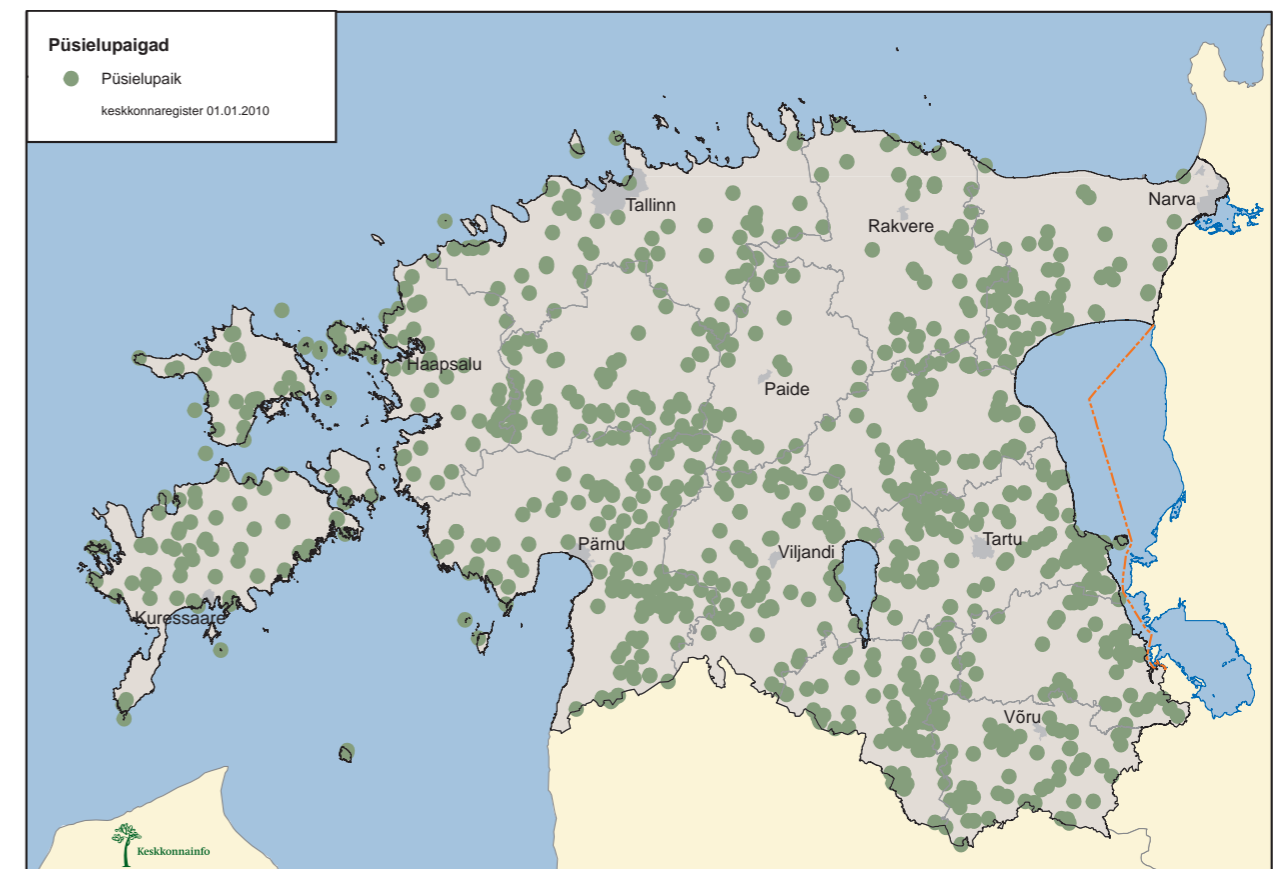 Püsielupaigad
Püsielupaik
keskkonnaregister 01.01.2010
Tallinn
Narva
Rakvere
Haapsalu
Paide
Tartu
Pärnu
Viljandi
Kuressaare
Võru
Keskkonnainfo